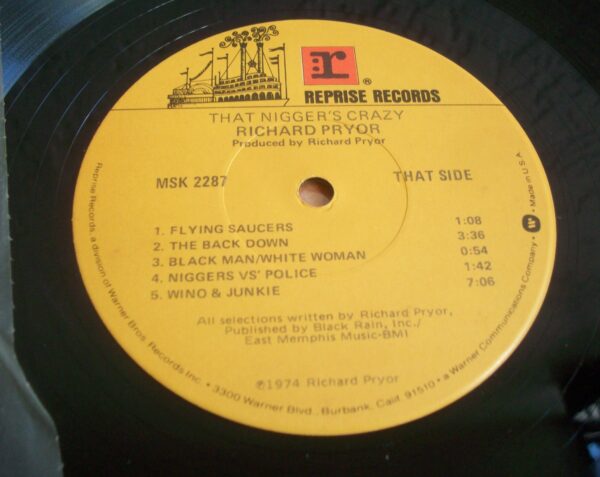 r
®
REPRISE RECORDS
THAT NIGGER'S CRAZY
RICHARD PRYOR
Produced by Richard Pryor
MSK 2287
THAT SIDE
1. FLYING SAUCERS 1:08
2. THE BACK DOWN 3:36
3. BLACK MAN/WHITE WOMAN 0:54
4. NIGGERS VS' POLICE 1:42
5. WINO & JUNKIE 7:06
All selections written by Richard Pryor,
Published by Black Rain, Inc./
East Memphis Music-BMI
℗1974 Richard Pryor
Reprise Records, a division of Warner Bros. Records Inc. • 3300 Warner Blvd., Burbank, Calif. 91510 • a Warner Communications Company • W • Made in U.S.A.